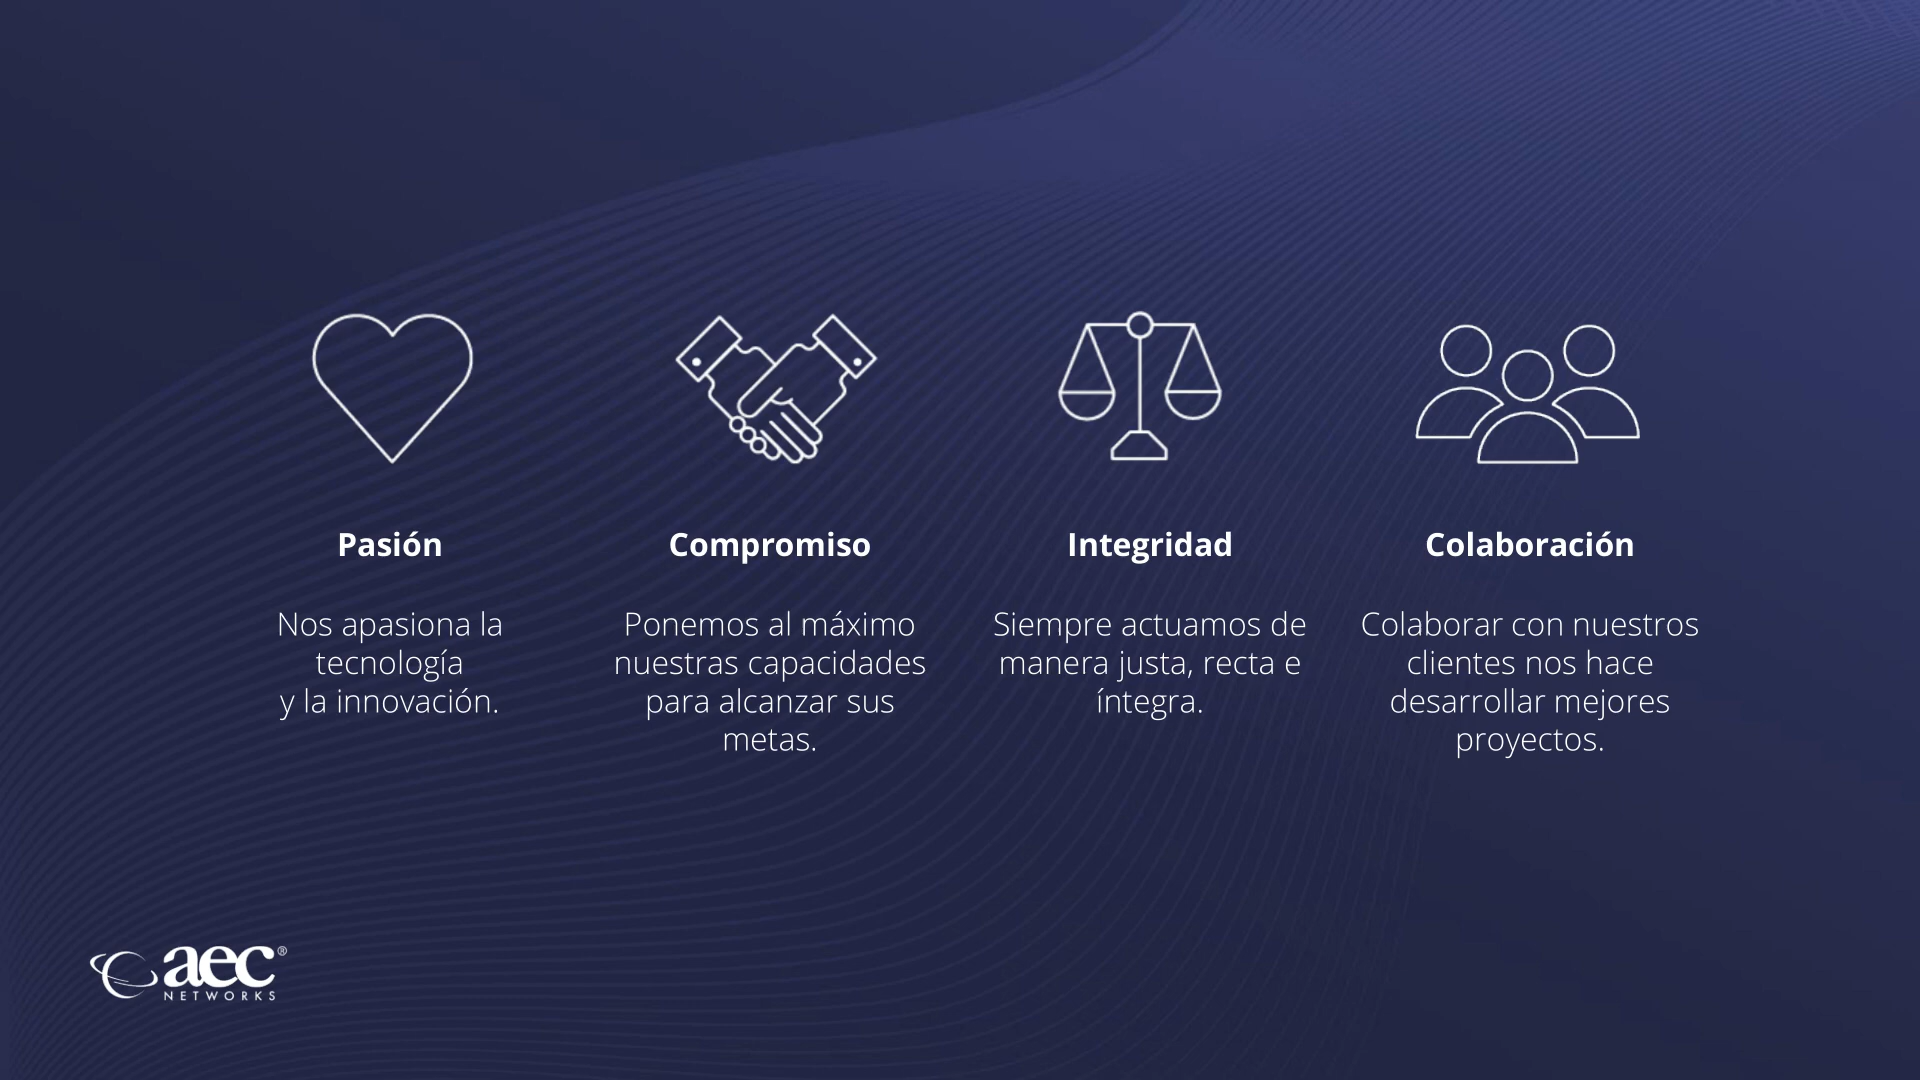 Pasión
Nos apasiona la
tecnología
y la innovación.
Compromiso
Ponemos al máximo
nuestras capacidades
para alcanzar sus
metas.
Integridad
Siempre actuamos de
manera justa, recta e
íntegra.
Colaboración
Colaborar con nuestros
clientes nos hace
desarrollar mejores
proyectos.
aec®
NETWORKS